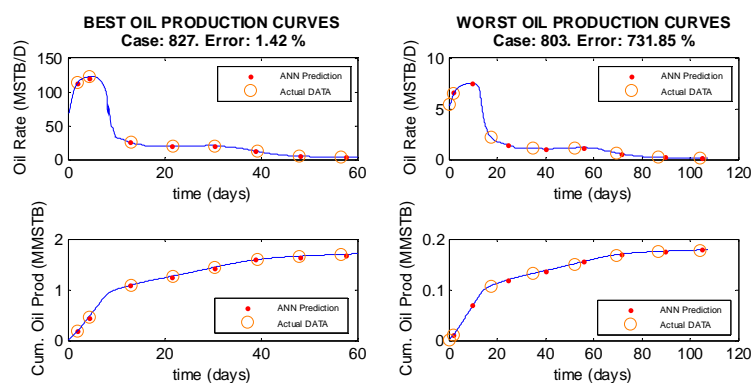 BEST OIL PRODUCTION CURVES
Case: 827. Error: 1.42 %
Oil Rate (MSTB/D)
150
100
50
0
ANN Prediction
Actual DATA
0 20 40 60
time (days)
WORST OIL PRODUCTION CURVES
Case: 803. Error: 731.85 %
Oil Rate (MSTB/D)
10
5
0
ANN Prediction
Actual DATA
0 20 40 60 80 100 120
time (days)
Cum. Oil Prod (MMSTB)
2
1
0
ANN Prediction
Actual DATA
0 20 40 60
time (days)
Cum. Oil Prod (MMSTB)
0.2
0.1
0
ANN Prediction
Actual DATA
0 20 40 60 80 100 120
time (days)